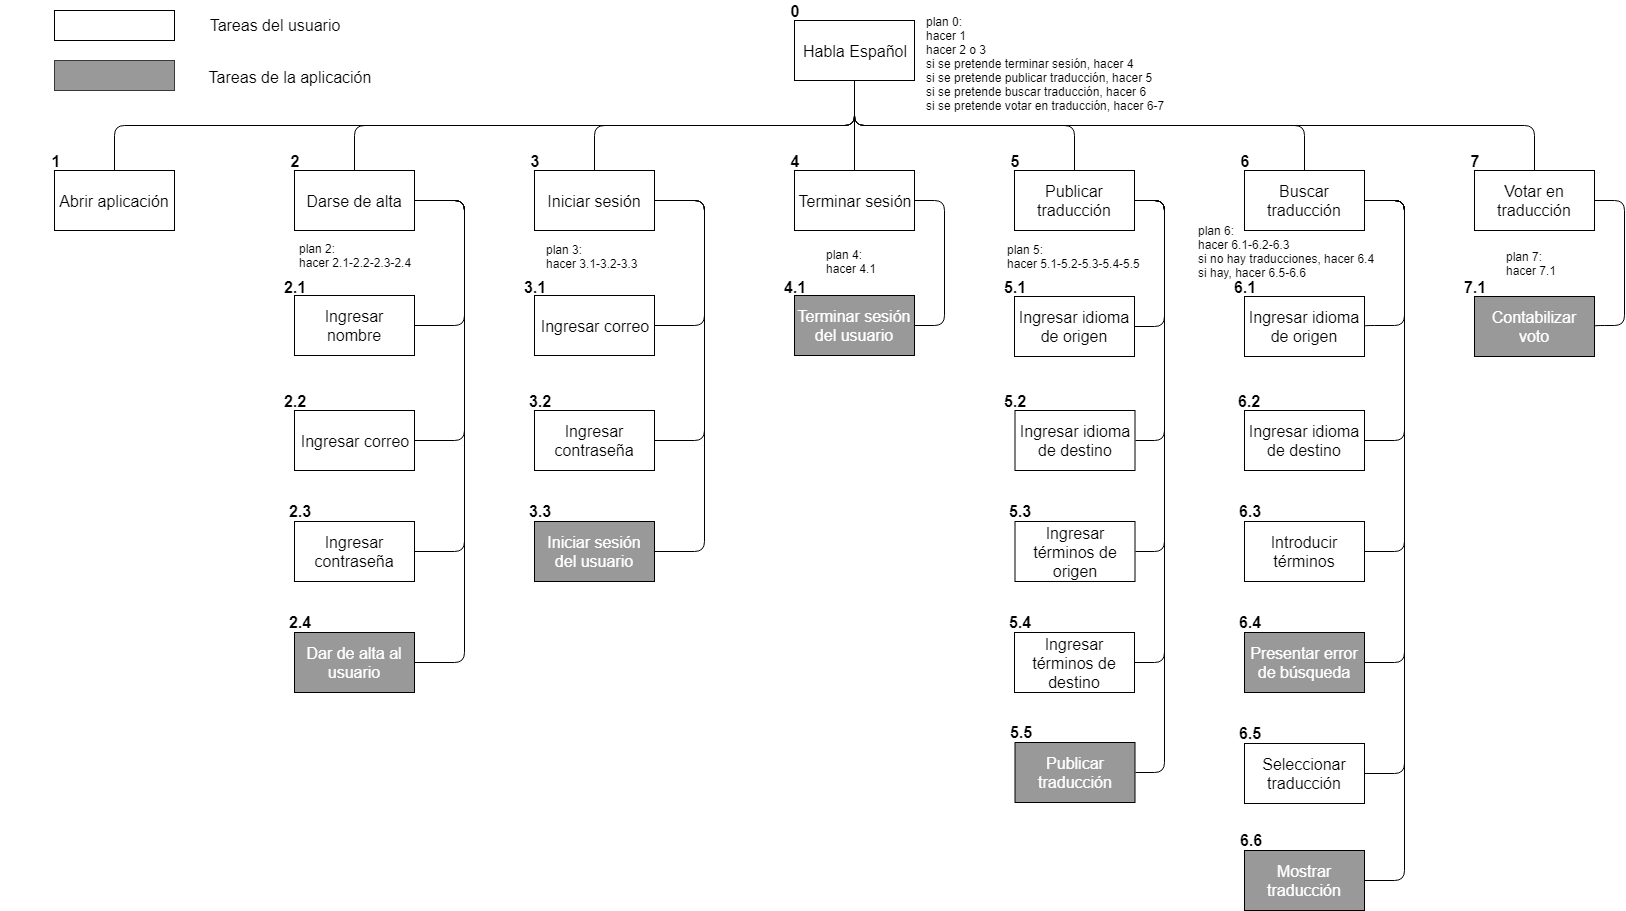 Tareas del usuario
Tareas de la aplicación
0
Habla Español
plan 0:
hacer 1
hacer 2 o 3
si se pretende terminar sesión, hacer 4
si se pretende publicar traducción, hacer 5
si se pretende buscar traducción, hacer 6
si se pretende votar en traducción, hacer 6-7
1
Abrir aplicación
2
Darse de alta
plan 2:
hacer 2.1-2.2-2.3-2.4
2.1
Ingresar
nombre
2.2
Ingresar correo
2.3
Ingresar
contraseña
2.4
Dar de alta al
usuario
3
Iniciar sesión
plan 3:
hacer 3.1-3.2-3.3
3.1
Ingresar correo
3.2
Ingresar
contraseña
3.3
Iniciar sesión
del usuario
4
Terminar sesión
plan 4:
hacer 4.1
4.1
Terminar sesión
del usuario
5
Publicar
traducción
plan 5:
hacer 5.1-5.2-5.3-5.4-5.5
5.1
Ingresar idioma
de origen
5.2
Ingresar idioma
de destino
5.3
Ingresar
términos de
origen
5.4
Ingresar
términos de
destino
5.5
Publicar
traducción
6
Buscar
traducción
plan 6:
hacer 6.1-6.2-6.3
si no hay traducciones, hacer 6.4
si hay, hacer 6.5-6.6
6.1
Ingresar idioma
de origen
6.2
Ingresar idioma
de destino
6.3
Introducir
términos
6.4
Presentar error
de búsqueda
6.5
Seleccionar
traducción
6.6
Mostrar
traducción
7
Votar en
traducción
plan 7:
hacer 7.1
7.1
Contabilizar
voto